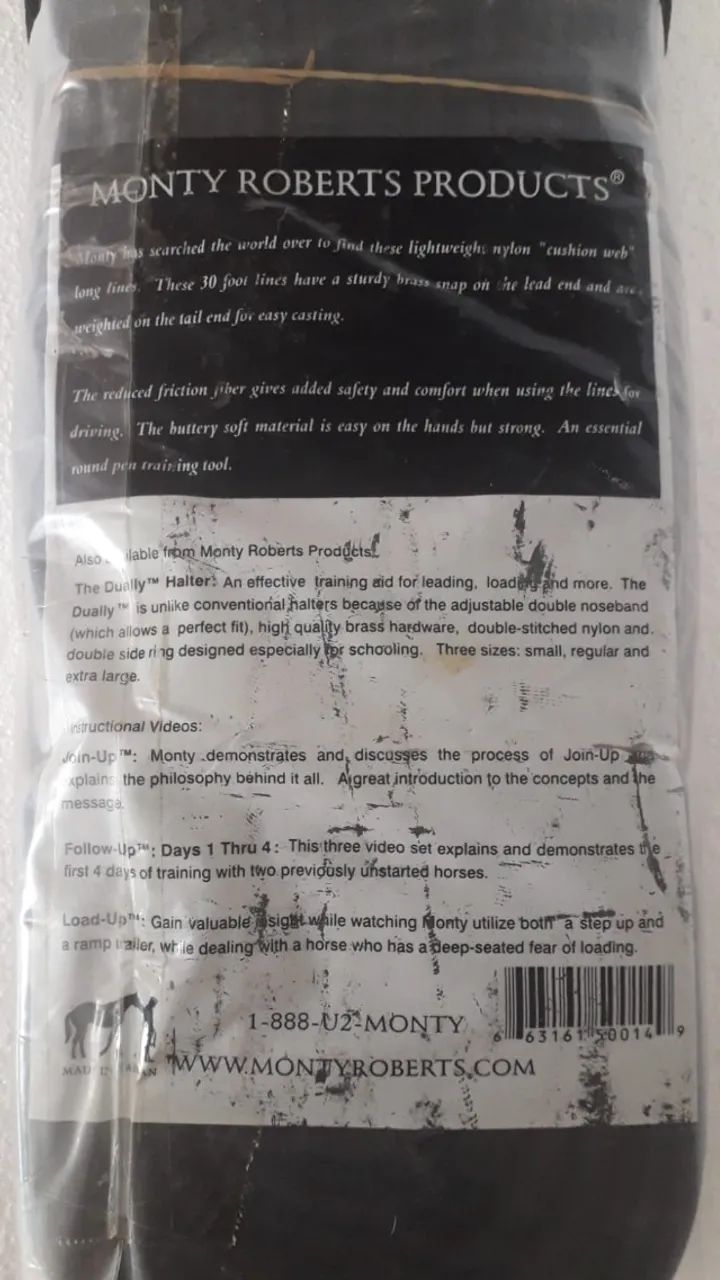 MONTY ROBERTS PRODUCTS®
Monty has searched the world over to find these lightweight nylon "cushion web"
long lines. These 30 foot lines have a sturdy brass snap on the lead end and are
weighted on the tail end for easy casting.
The reduced friction fiber gives added safety and comfort when using the lines for
driving. The buttery soft material is easy on the hands but strong. An essential
round pen training tool.
Also available from Monty Roberts Products:
The Dually™ Halter: An effective training aid for leading, loading and more. The
Dually™ is unlike conventional halters because of the adjustable double noseband
(which allows a perfect fit), high quality brass hardware, double-stitched nylon and
double side ring designed especially for schooling. Three sizes: small, regular and
extra large.
Instructional Videos:
Join-Up™: Monty demonstrates and discusses the process of Join-Up and
explains the philosophy behind it all. A great introduction to the concepts and the
message.
Follow-Up™: Days 1 Thru 4: This three video set explains and demonstrates the
first 4 days of training with two previously unstarted horses.
Load-Up™: Gain valuable insight while watching Monty utilize both a step up and
a ramp trailer, while dealing with a horse who has a deep-seated fear of loading.
1-888-U2-MONTY
6 63161 50014 9
MADE IN
WWW.MONTYROBERTS.COM